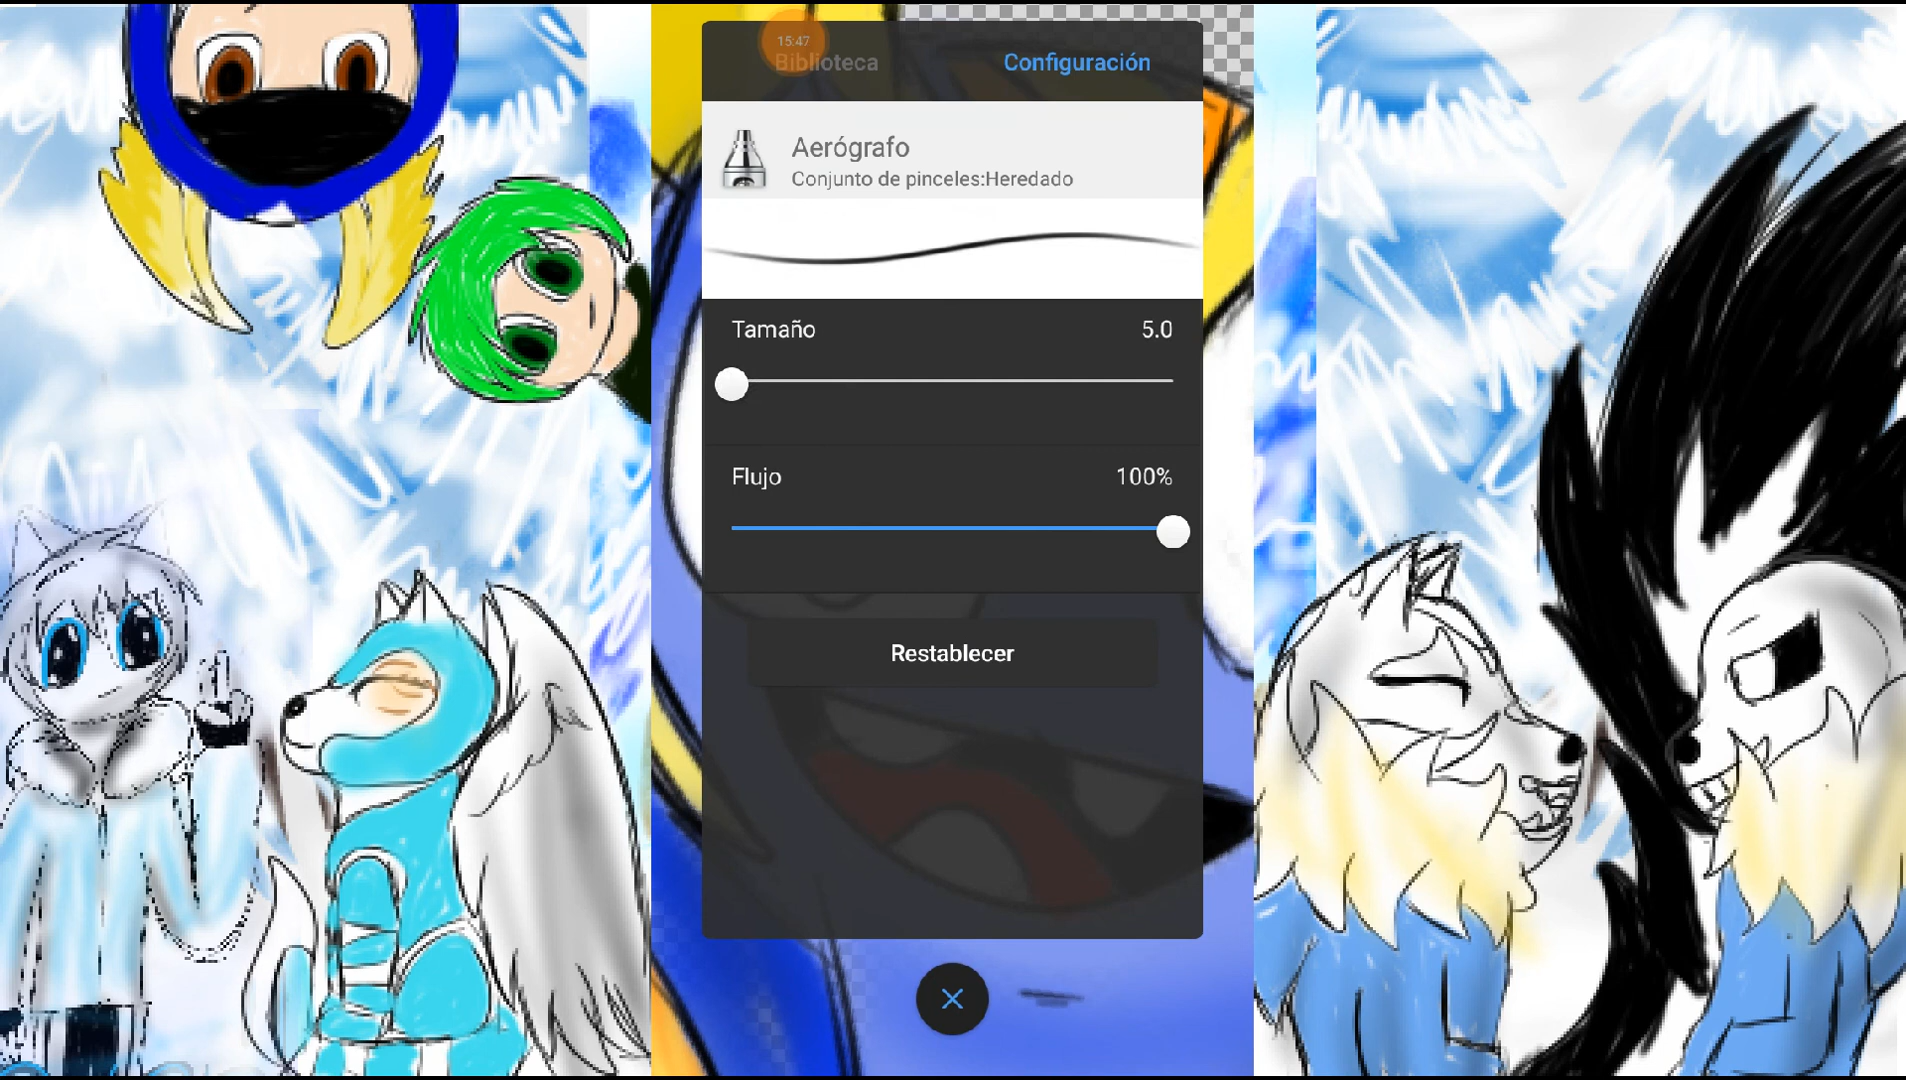 15:47
Biblioteca
Configuración
Aerógrafo
Conjunto de pinceles:Heredado
Tamaño 5.0
Flujo 100%
Restablecer